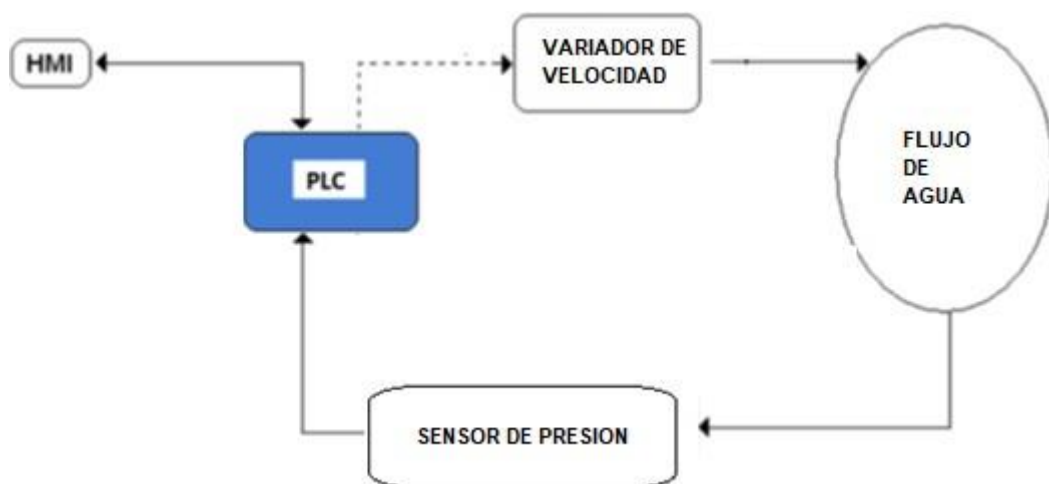 HMI
VARIADOR DE
VELOCIDAD
FLUJO
DE
AGUA
PLC
SENSOR DE PRESION